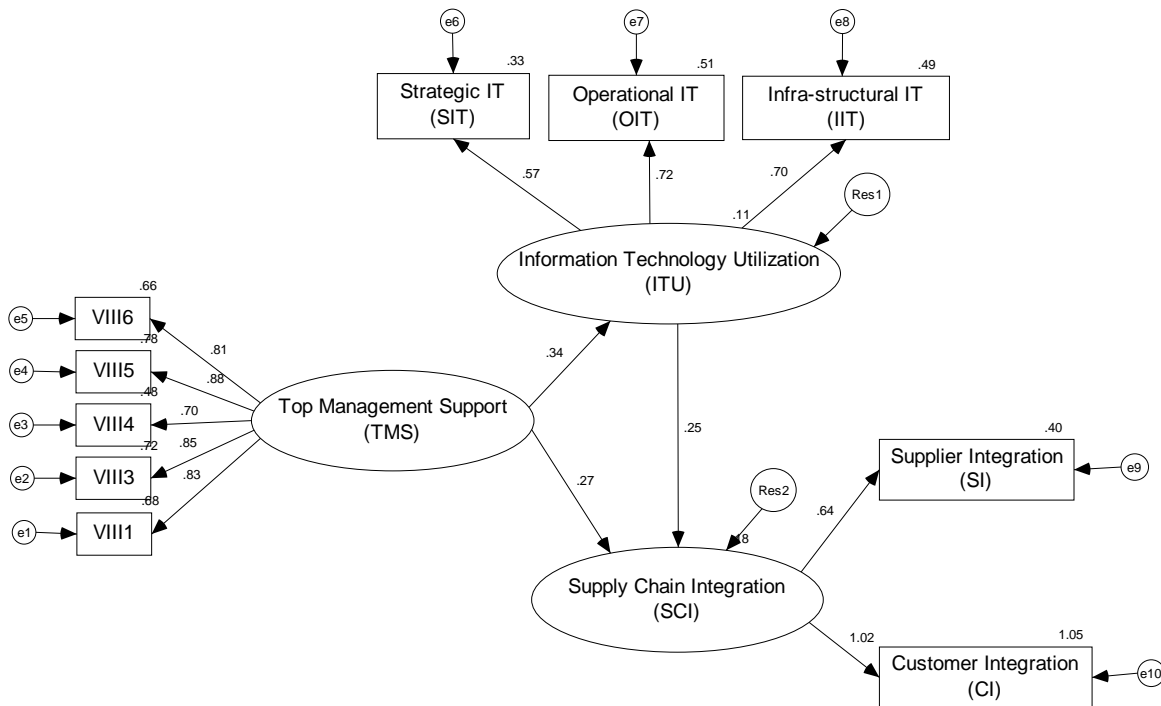 e6
e7
e8
.33
.51
.49
Strategic IT
(SIT)
Operational IT
(OIT)
Infra-structural IT
(IIT)
.57
.72
.70
Res1
.11
Information Technology Utilization
(ITU)
.66
e5
VIII6
.78
.81
e4
VIII5
.88
.48
e3
VIII4
.70
.72
.85
e2
VIII3
.83
.68
e1
VIII1
Top Management Support
(TMS)
.34
.27
.25
Res2
.18
Supply Chain Integration
(SCI)
.64
.40
Supplier Integration
(SI)
e9
1.02
1.05
Customer Integration
(CI)
e10